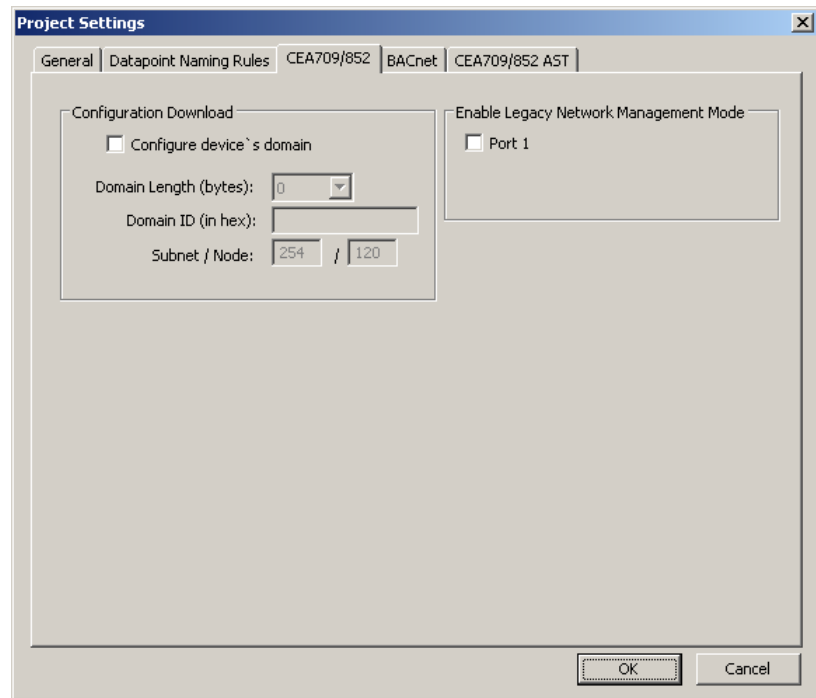 Project Settings
General Datapoint Naming Rules CEA709/852 BACnet CEA709/852 AST
Configuration Download
Configure device`s domain
Domain Length (bytes): 0
Domain ID (in hex):
Subnet / Node: 254 / 120
Enable Legacy Network Management Mode
Port 1
OK Cancel